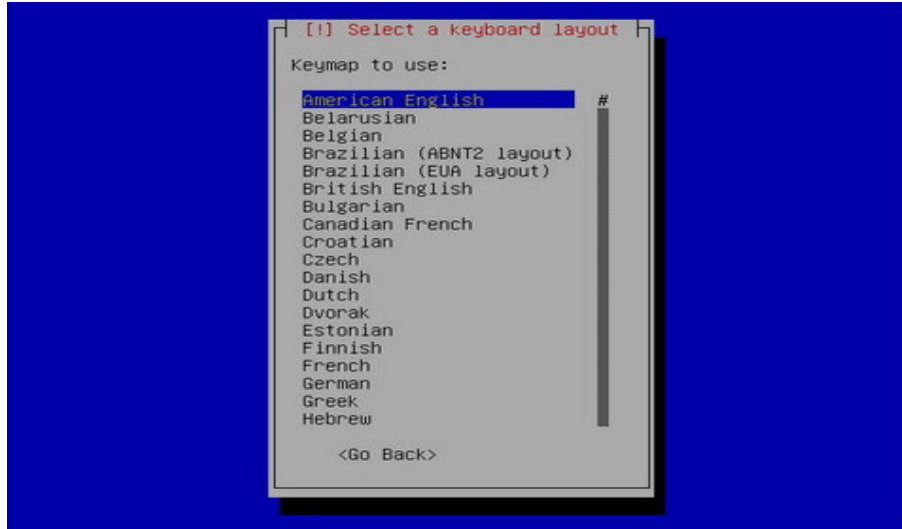 [!] Select a keyboard layout
Keymap to use:
American English #
Belarusian
Belgian
Brazilian (ABNT2 layout)
Brazilian (EUA layout)
British English
Bulgarian
Canadian French
Croatian
Czech
Danish
Dutch
Dvorak
Estonian
Finnish
French
German
Greek
Hebrew
<Go Back>